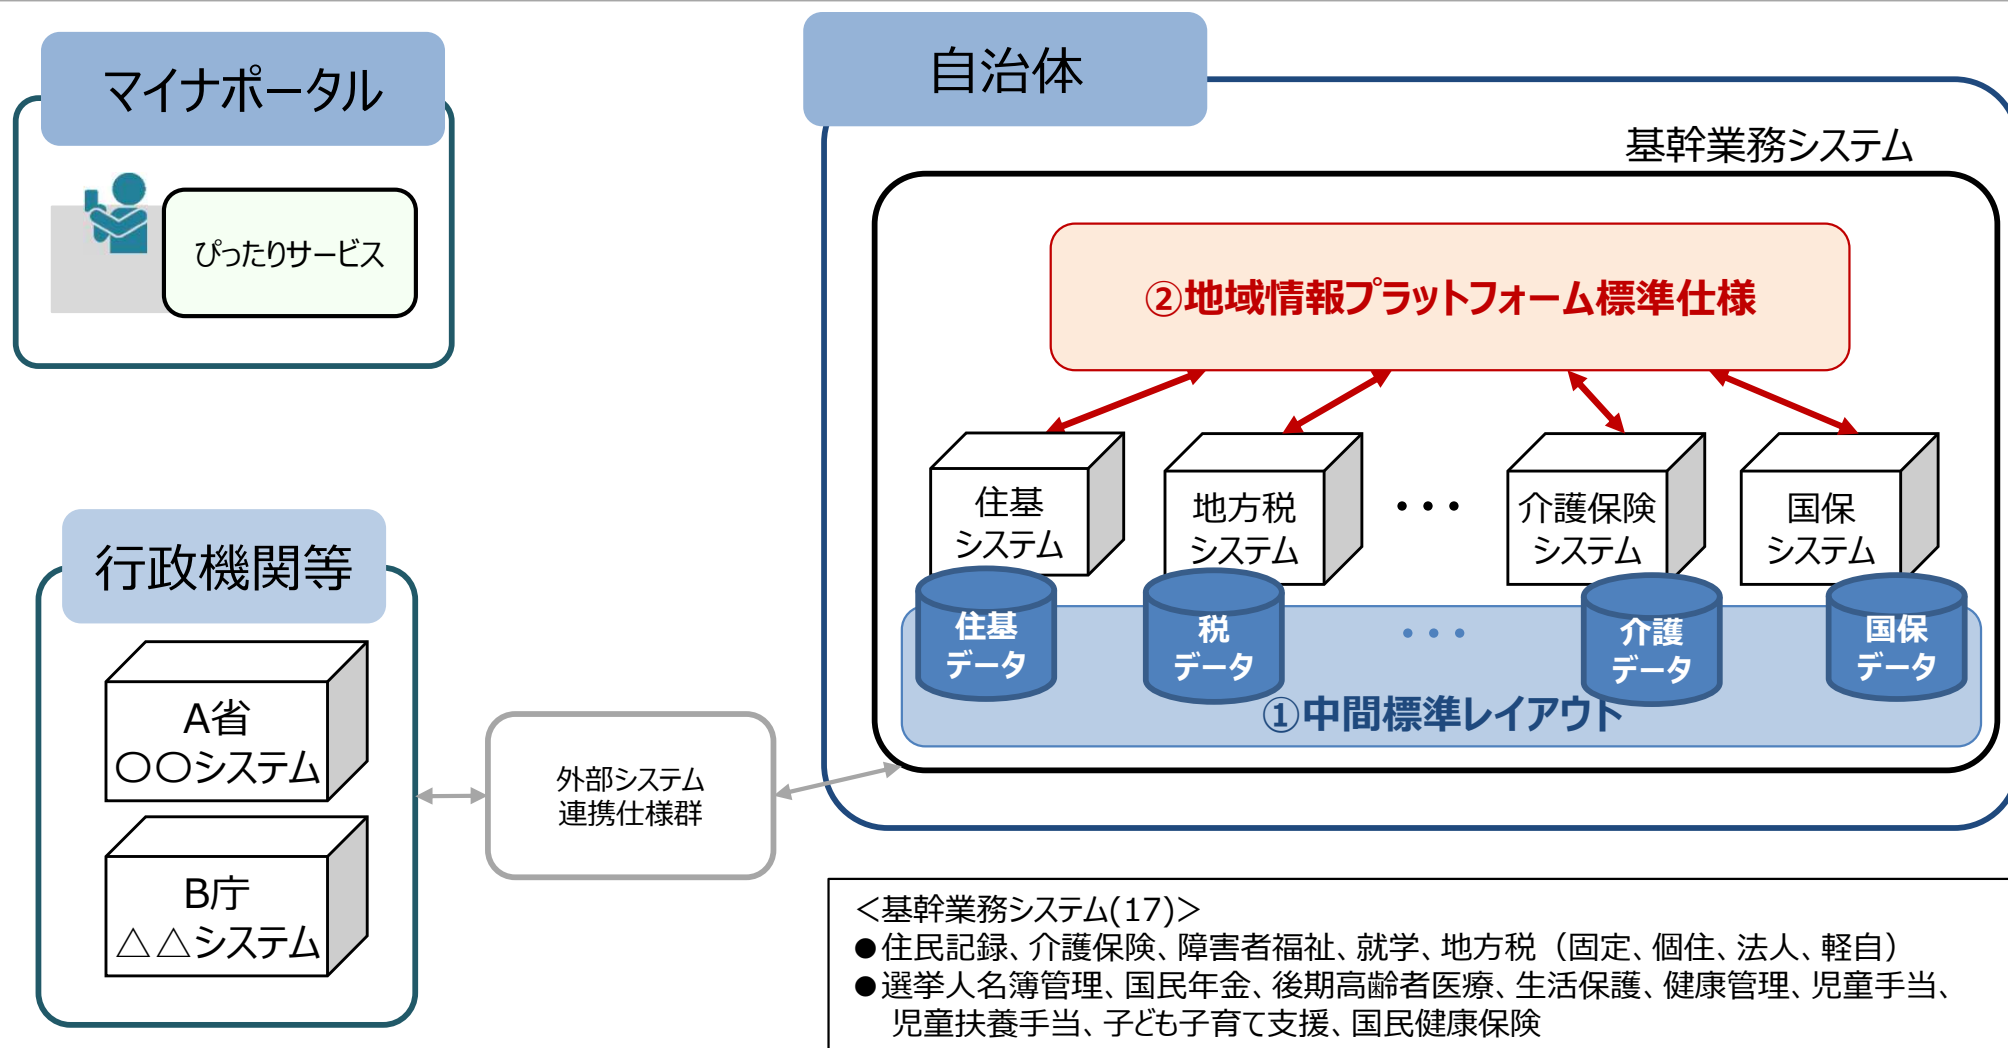 マイナポータル
ぴったりサービス
行政機関等
A省
〇〇システム
B庁
△△システム
外部システム
連携仕様群
自治体
基幹業務システム
②地域情報プラットフォーム標準仕様
住基
システム
地方税
システム
・・・
介護保険
システム
国保
システム
住基
データ
税
データ
・・・
介護
データ
国保
データ
①中間標準レイアウト
＜基幹業務システム(17)＞
●住民記録、介護保険、障害者福祉、就学、地方税（固定、個住、法人、軽自）
●選挙人名簿管理、国民年金、後期高齢者医療、生活保護、健康管理、児童手当、
児童扶養手当、子ども子育て支援、国民健康保険